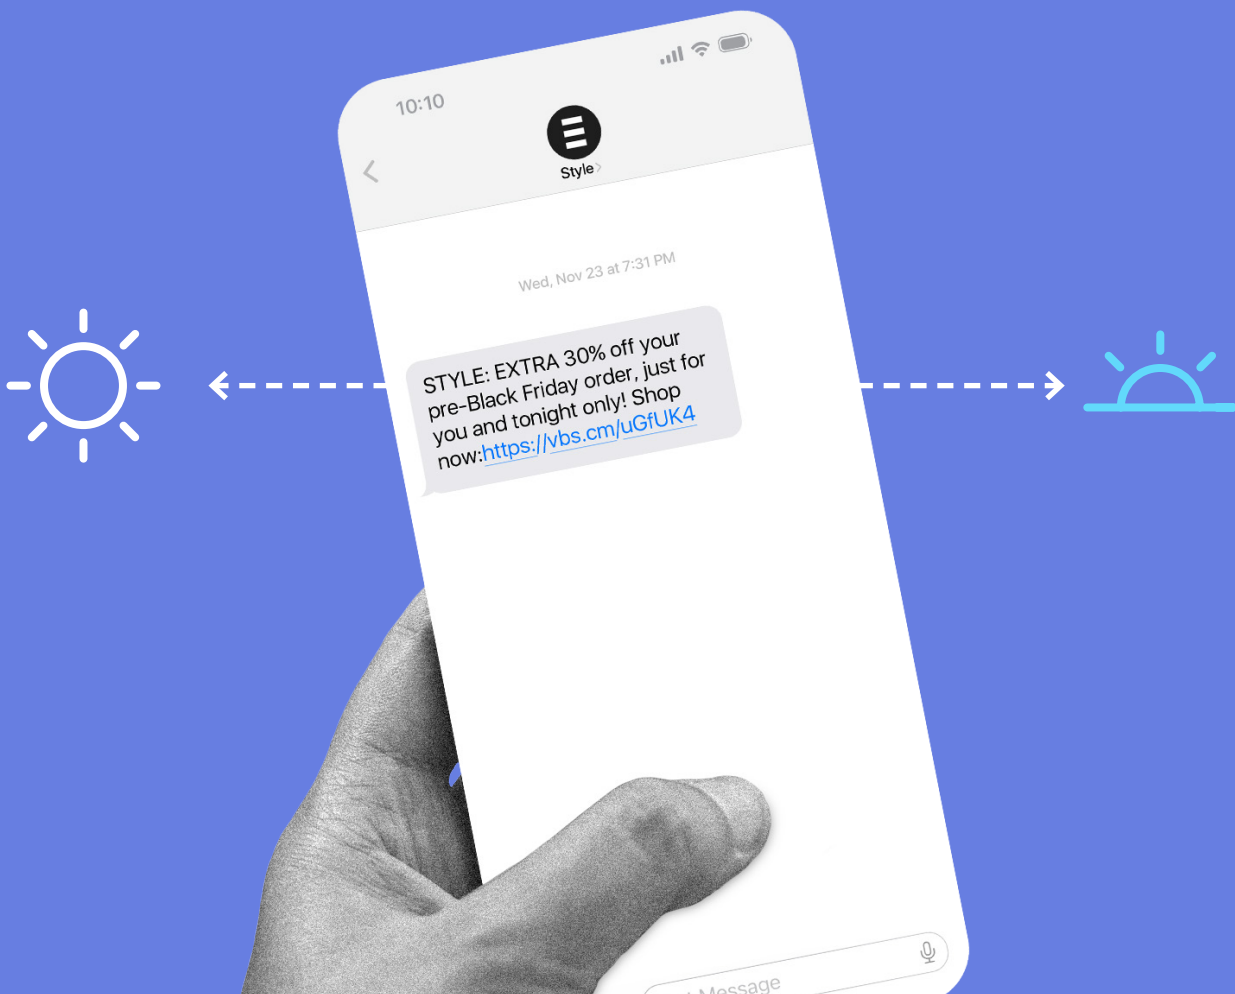 10:10
Style
Wed, Nov 23 at 7:31 PM
STYLE: EXTRA 30% off your
pre-Black Friday order, just for
you and tonight only! Shop
now:https://vbs.cm/uGfUK4
Message